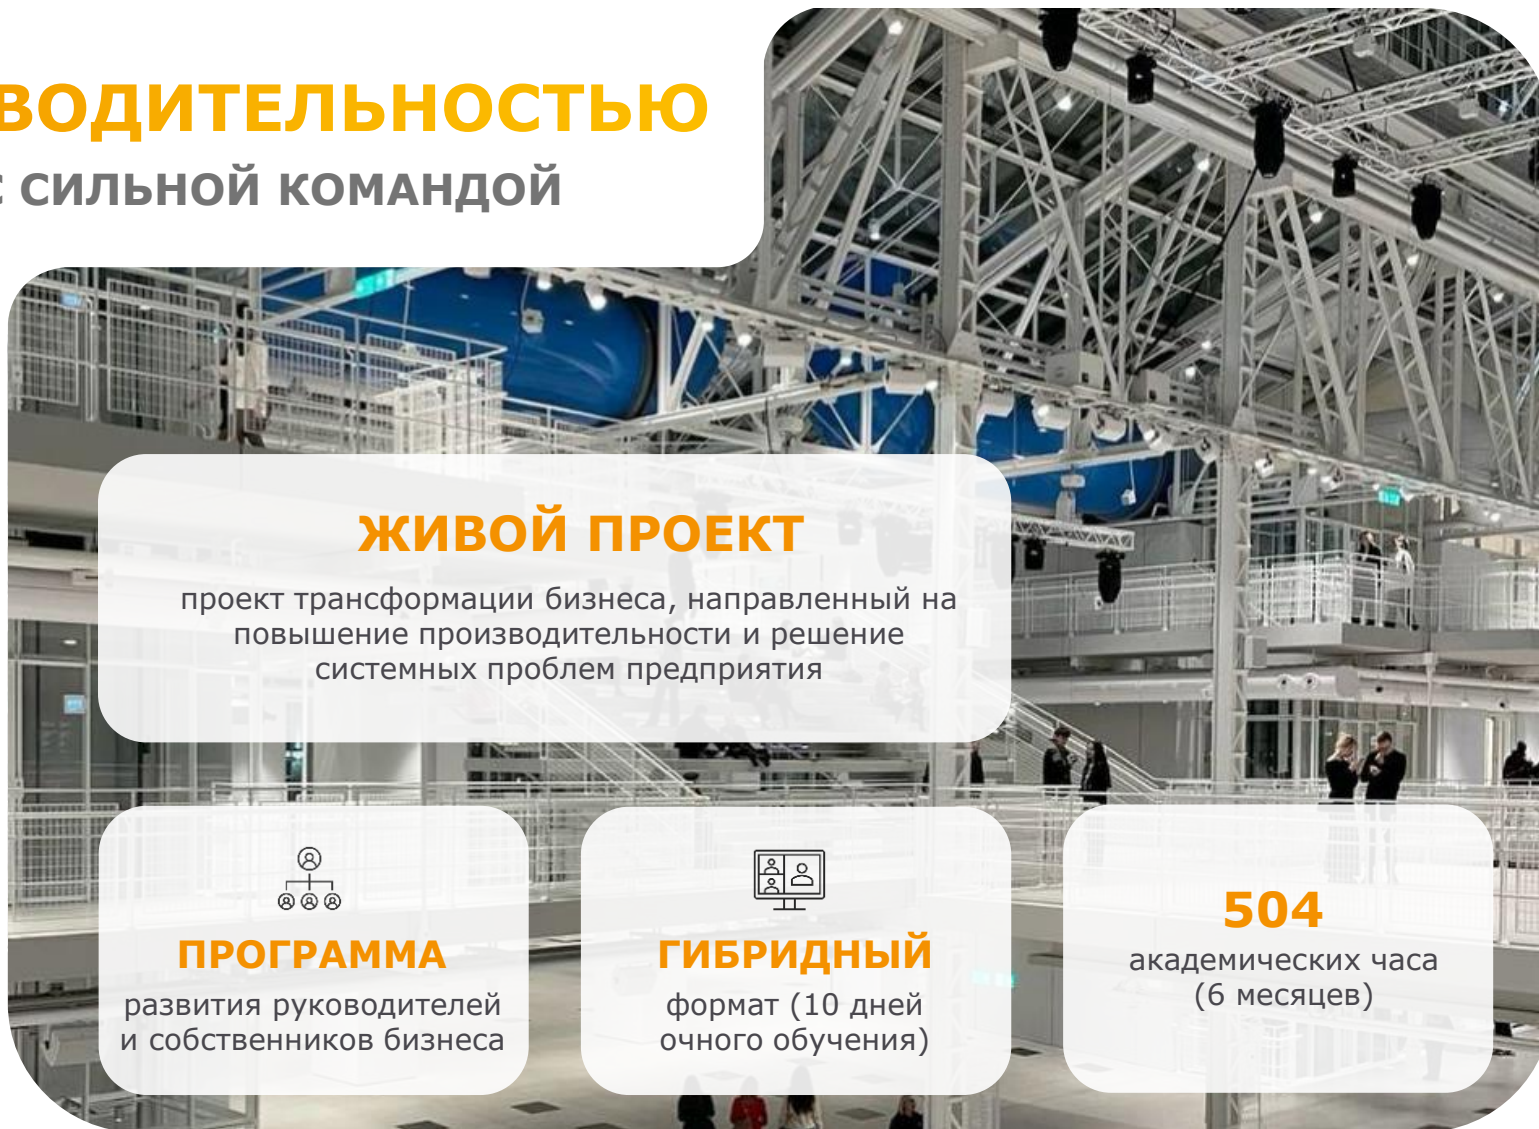 ВОДИТЕЛЬНОСТЬЮ
С СИЛЬНОЙ КОМАНДОЙ
ЖИВОЙ ПРОЕКТ
проект трансформации бизнеса, направленный на
повышение производительности и решение
системных проблем предприятия
ПРОГРАММА
развития руководителей
и собственников бизнеса
ГИБРИДНЫЙ
формат (10 дней
очного обучения)
504
академических часа
(6 месяцев)